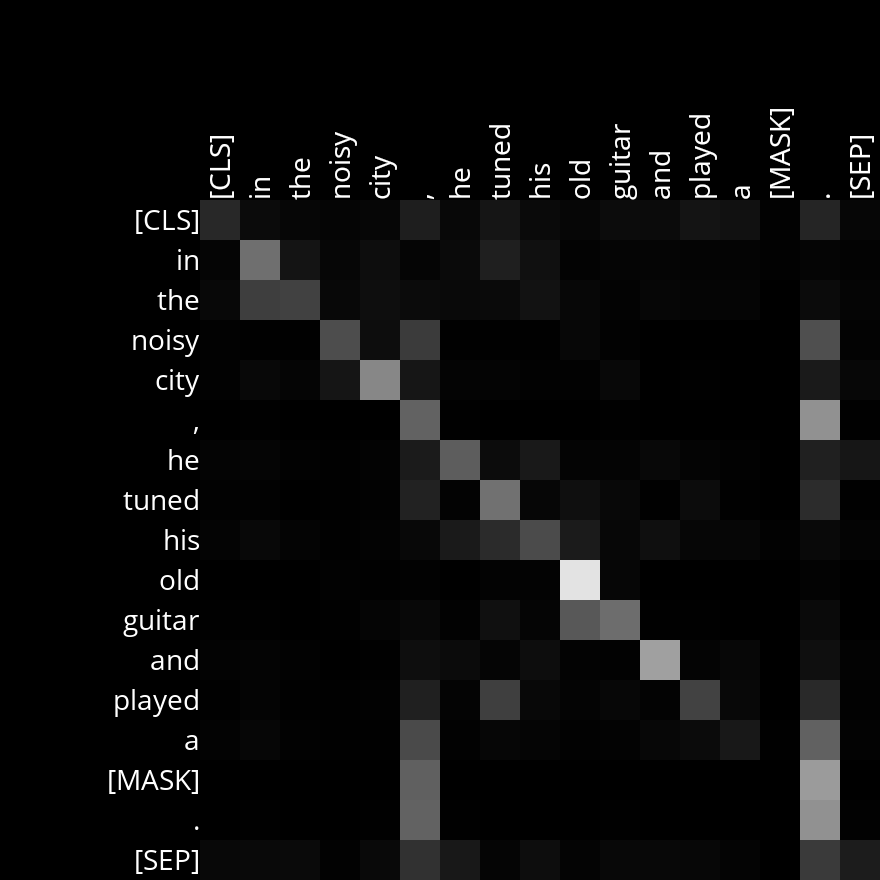 [CLS] in the noisy city , he tuned his old guitar and played a [MASK] . [SEP]
[CLS]
in
the
noisy
city
,
he
tuned
his
old
guitar
and
played
a
[MASK]
.
[SEP]